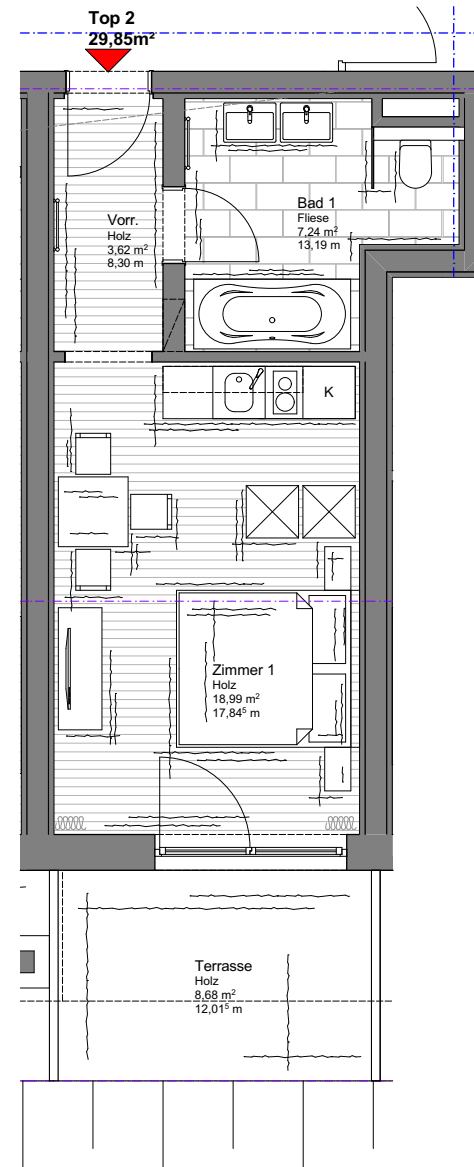 Top 2
29,85m²
Vorr.
Holz
3,62 m²
8,30 m
Bad 1
Fliese
7,24 m²
13,19 m
K
Zimmer 1
Holz
18,99 m²
17,84⁵ m
Terrasse
Holz
8,68 m²
12,01⁵ m